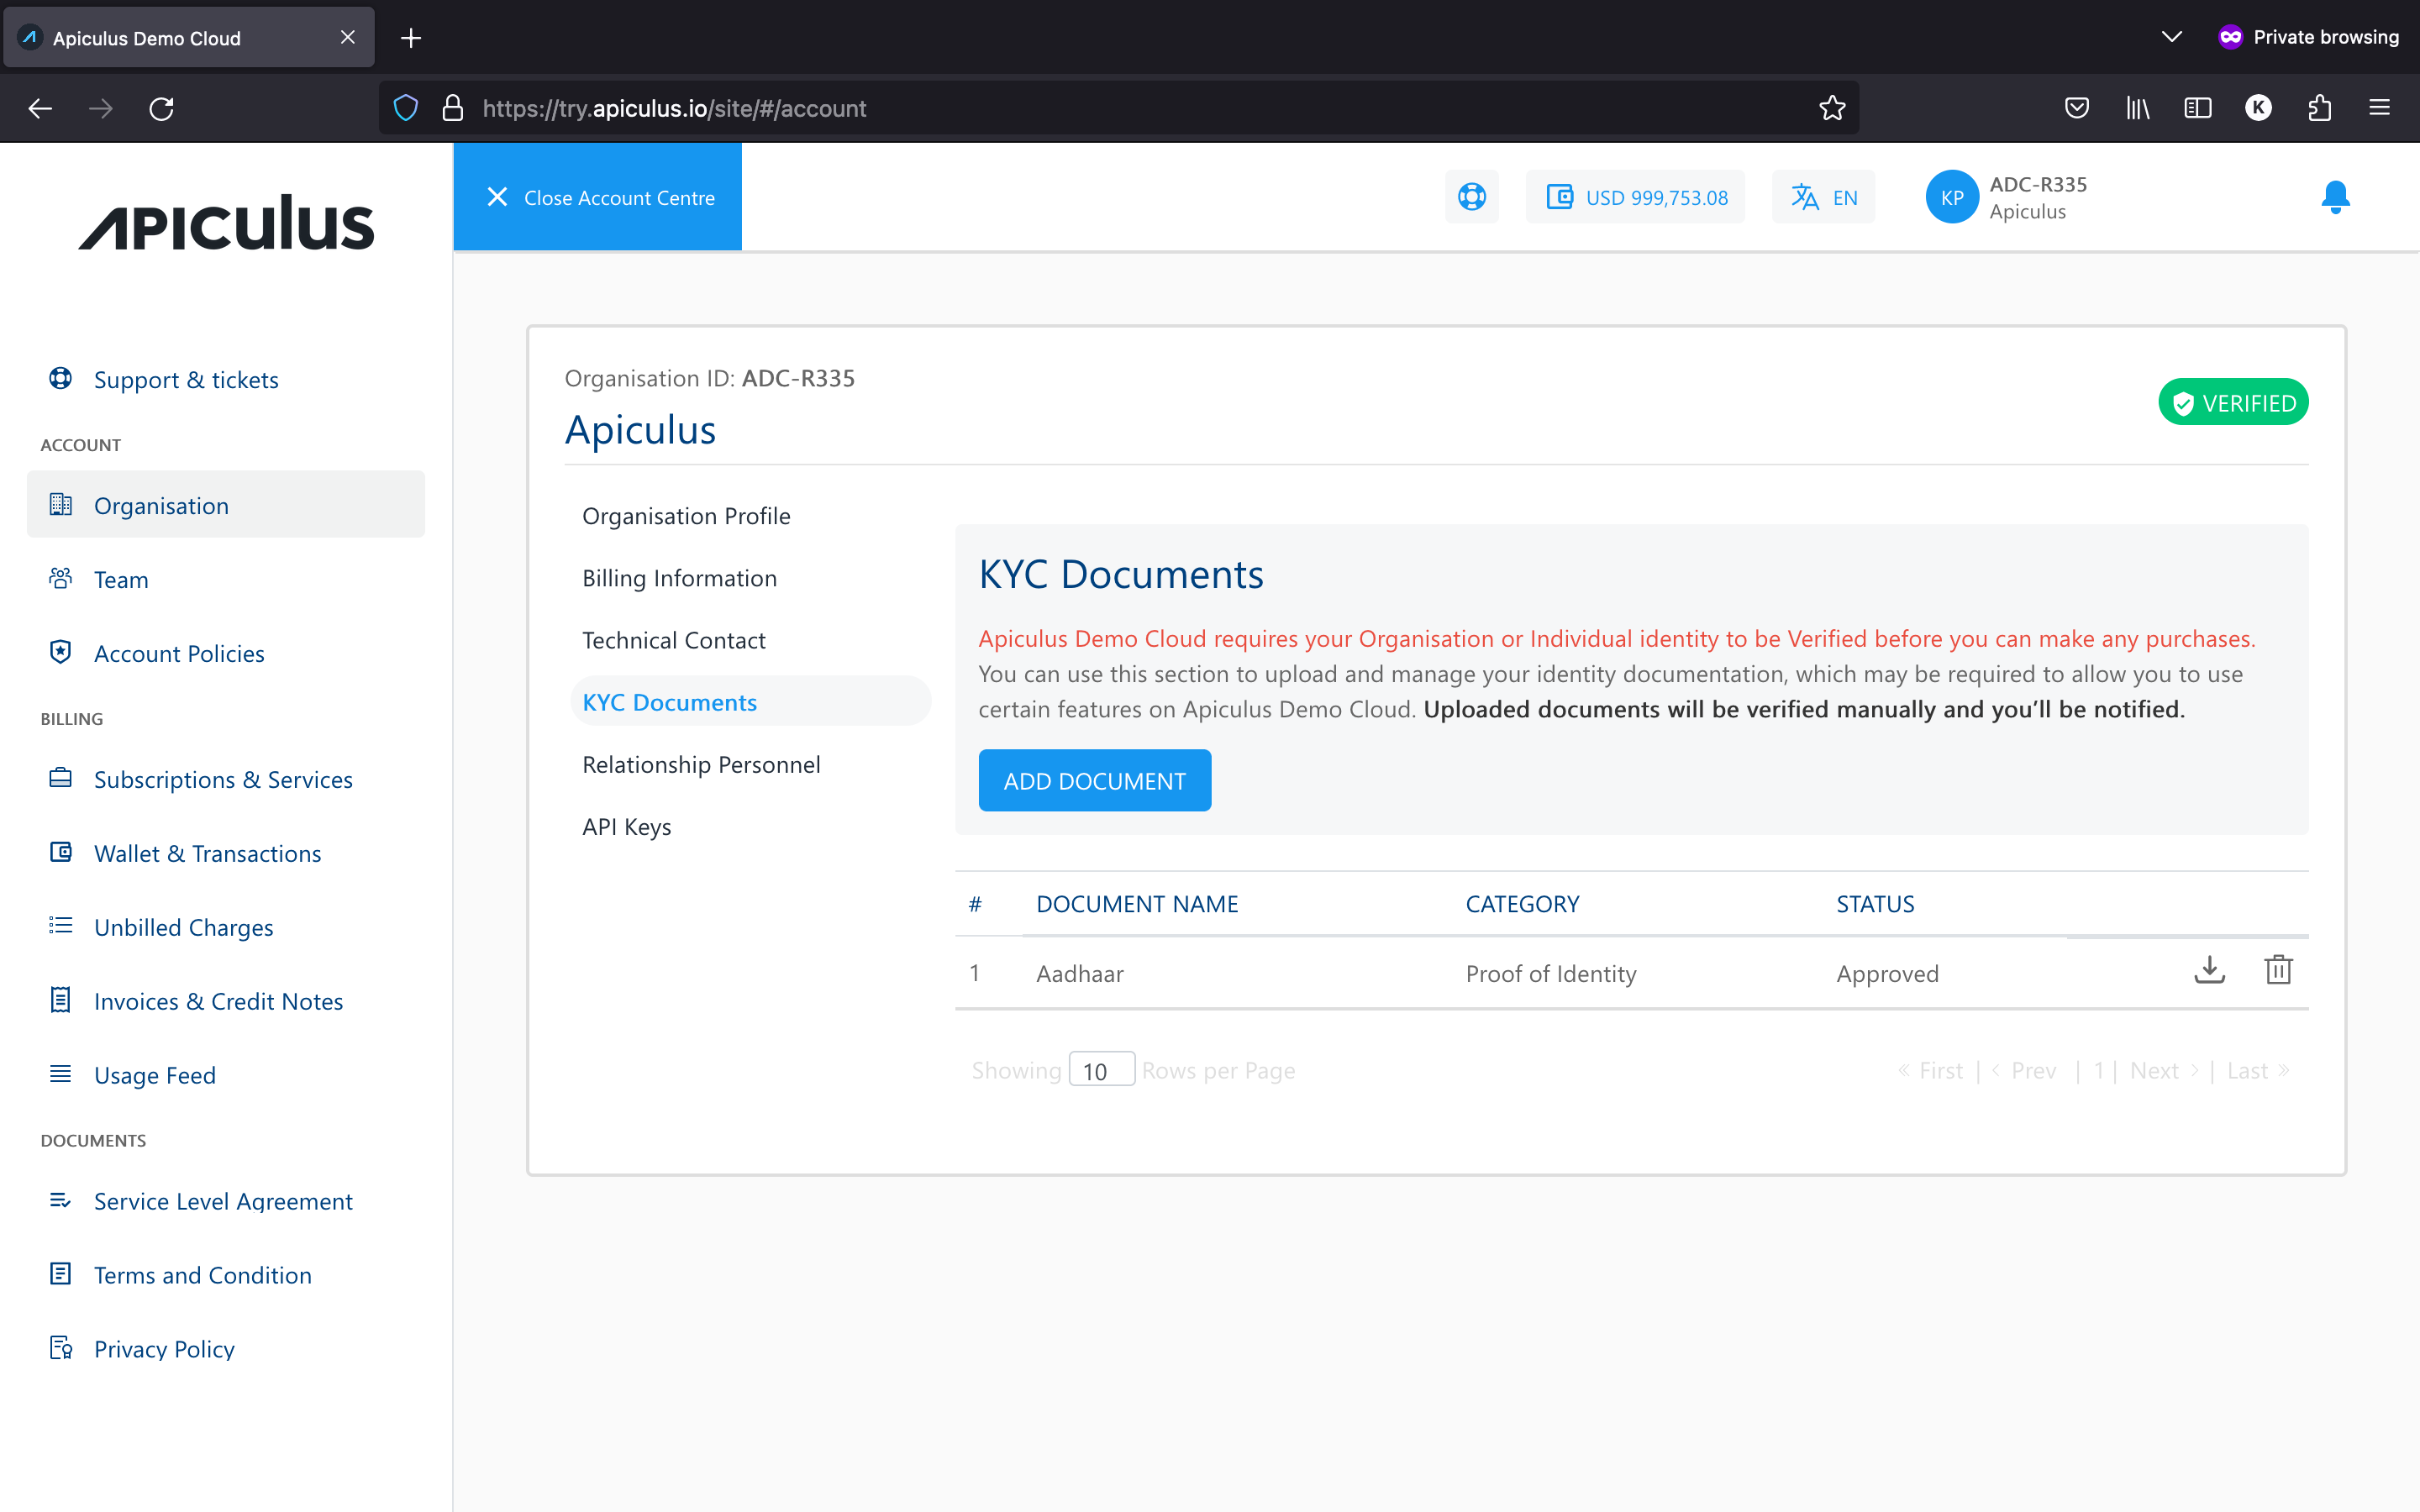 Apiculus Demo Cloud
Private browsing
https://try.apiculus.io/site/#/account
K
APICULUS
Close Account Centre
USD 999,753.08
EN
KP
ADC-R335
Apiculus
Support & tickets
ACCOUNT
Organisation
Team
Account Policies
BILLING
Subscriptions & Services
Wallet & Transactions
Unbilled Charges
Invoices & Credit Notes
Usage Feed
DOCUMENTS
Service Level Agreement
Terms and Condition
Privacy Policy
Organisation ID: ADC-R335
Apiculus
VERIFIED
Organisation Profile
Billing Information
Technical Contact
KYC Documents
Relationship Personnel
API Keys
KYC Documents
Apiculus Demo Cloud requires your Organisation or Individual identity to be Verified before you can make any purchases.
You can use this section to upload and manage your identity documentation, which may be required to allow you to use
certain features on Apiculus Demo Cloud. Uploaded documents will be verified manually and you’ll be notified.
ADD DOCUMENT
# DOCUMENT NAME CATEGORY STATUS
1 Aadhaar Proof of Identity Approved
Showing 10 Rows per Page
« First | ‹ Prev | 1 | Next › | Last »